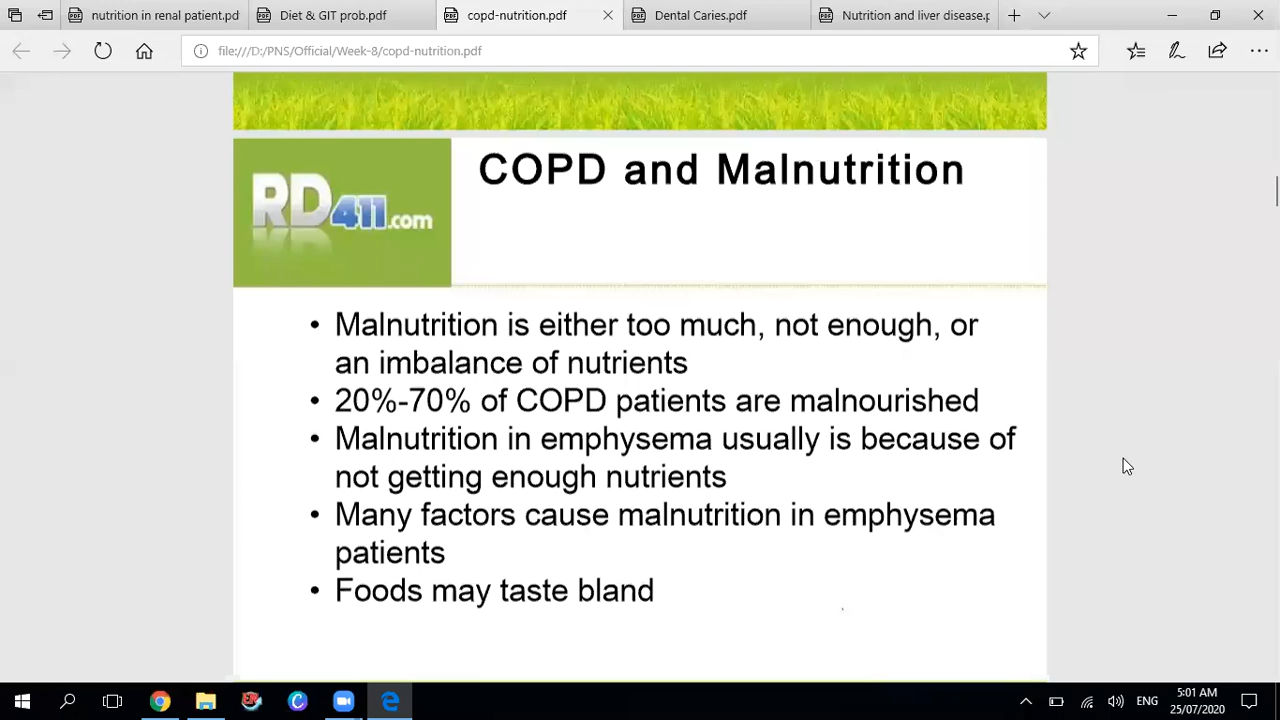 nutrition in renal patient.pd
Diet & GIT prob.pdf
copd-nutrition.pdf
Dental Caries.pdf
Nutrition and liver disease.p
file:///D:/PNS/Official/Week-8/copd-nutrition.pdf
RD411.com
COPD and Malnutrition
• Malnutrition is either too much, not enough, or
an imbalance of nutrients
• 20%-70% of COPD patients are malnourished
• Malnutrition in emphysema usually is because of
not getting enough nutrients
• Many factors cause malnutrition in emphysema
patients
• Foods may taste bland
ENG
5:01 AM
25/07/2020